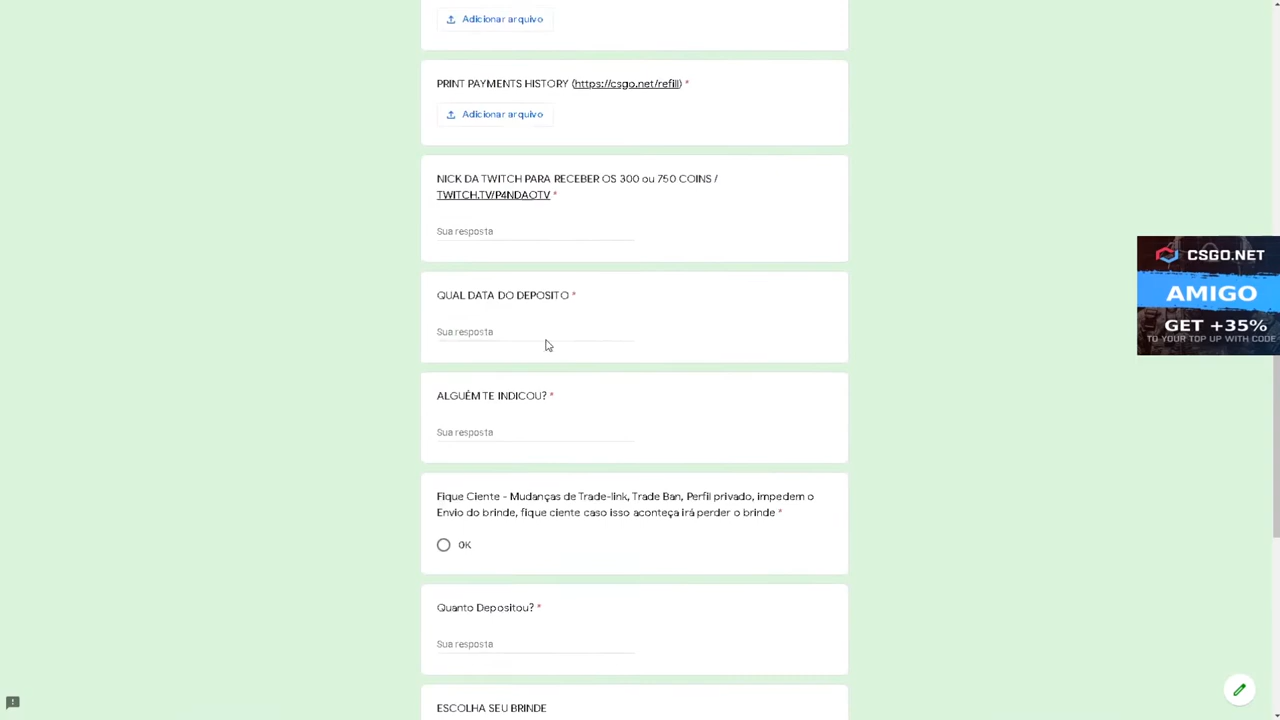 Adicionar arquivo
PRINT PAYMENTS HISTORY (https://csgo.net/refill) *
Adicionar arquivo
NICK DA TWITCH PARA RECEBER OS 300 ou 750 COINS /
TWITCH.TV/P4NDAOTV *
Sua resposta
QUAL DATA DO DEPOSITO *
Sua resposta
ALGUÉM TE INDICOU? *
Sua resposta
Fique Ciente - Mudanças de Trade-link, Trade Ban, Perfil privado, impedem o
Envio do brinde, fique ciente caso isso aconteça irá perder o brinde *
OK
Quanto Depositou? *
Sua resposta
ESCOLHA SEU BRINDE
CSGO.NET
AMIGO
GET +35%
TO YOUR TOP UP WITH CODE